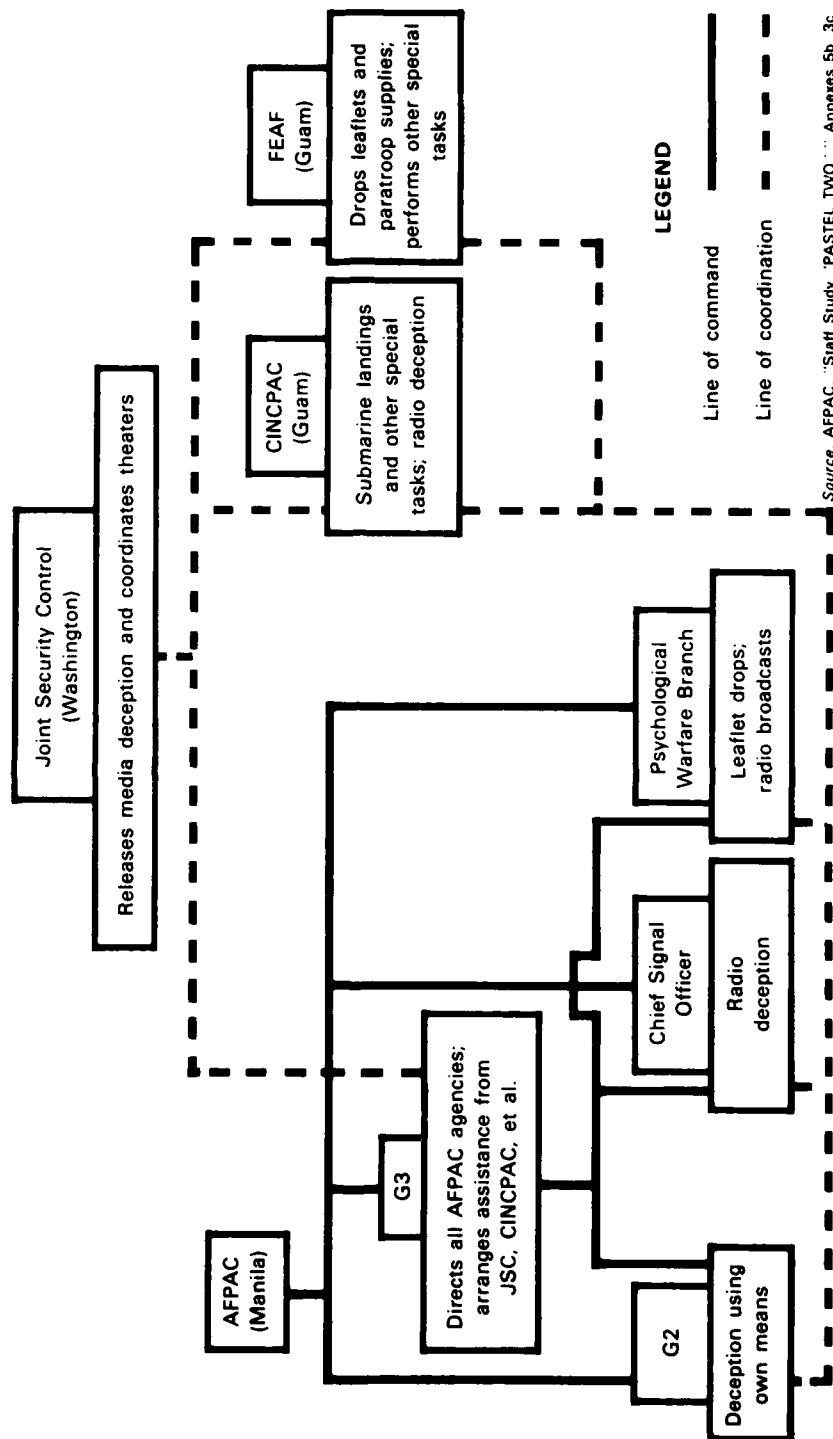 Joint Security Control
(Washington)
Releases media deception and coordinates theaters
AFPAC
(Manila)
G3
Directs all AFPAC agencies;
arranges assistance from
JSC, CINCPAC, et al.
CINCPAC
(Guam)
Submarine landings
and other special
tasks; radio deception
FEAF
(Guam)
Drops leaflets and
paratroop supplies;
performs other special
tasks
G2
Deception using
own means
Chief Signal
Officer
Radio
deception
Psychological
Warfare Branch
Leaflet drops;
radio broadcasts
LEGEND
Line of command
Line of coordination
Source. AFPAC "Staff Study, 'PASTEL TWO,'" Annexes 5b, 3c